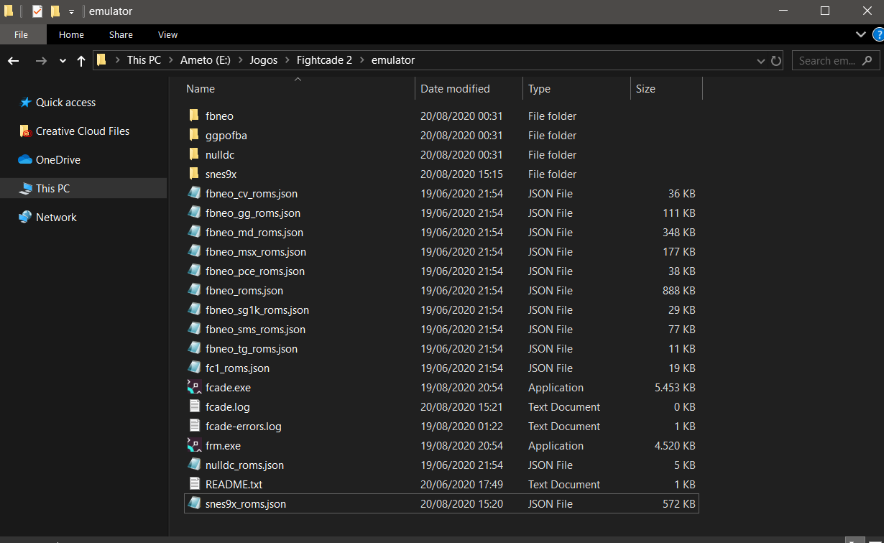 emulator
File Home Share View
This PC Ameto (E:) Jogos Fightcade 2 emulator Search em...
Name Date modified Type Size
Quick access
Creative Cloud Files
OneDrive
This PC
Network
fbneo 20/08/2020 00:31 File folder
ggpofba 20/08/2020 00:31 File folder
nulldc 20/08/2020 00:31 File folder
snes9x 20/08/2020 15:15 File folder
fbneo_cv_roms.json 19/06/2020 21:54 JSON File 36 KB
fbneo_gg_roms.json 19/06/2020 21:54 JSON File 111 KB
fbneo_md_roms.json 19/06/2020 21:54 JSON File 348 KB
fbneo_msx_roms.json 19/06/2020 21:54 JSON File 177 KB
fbneo_pce_roms.json 19/06/2020 21:54 JSON File 38 KB
fbneo_roms.json 19/06/2020 21:54 JSON File 888 KB
fbneo_sg1k_roms.json 19/06/2020 21:54 JSON File 29 KB
fbneo_sms_roms.json 19/06/2020 21:54 JSON File 77 KB
fbneo_tg_roms.json 19/06/2020 21:54 JSON File 11 KB
fc1_roms.json 19/06/2020 21:54 JSON File 19 KB
fcade.exe 19/08/2020 20:54 Application 5.453 KB
fcade.log 20/08/2020 15:21 Text Document 0 KB
fcade-errors.log 19/08/2020 01:22 Text Document 1 KB
frm.exe 19/08/2020 20:54 Application 4.520 KB
nulldc_roms.json 19/06/2020 21:54 JSON File 5 KB
README.txt 20/06/2020 17:49 Text Document 1 KB
snes9x_roms.json 20/08/2020 15:20 JSON File 572 KB